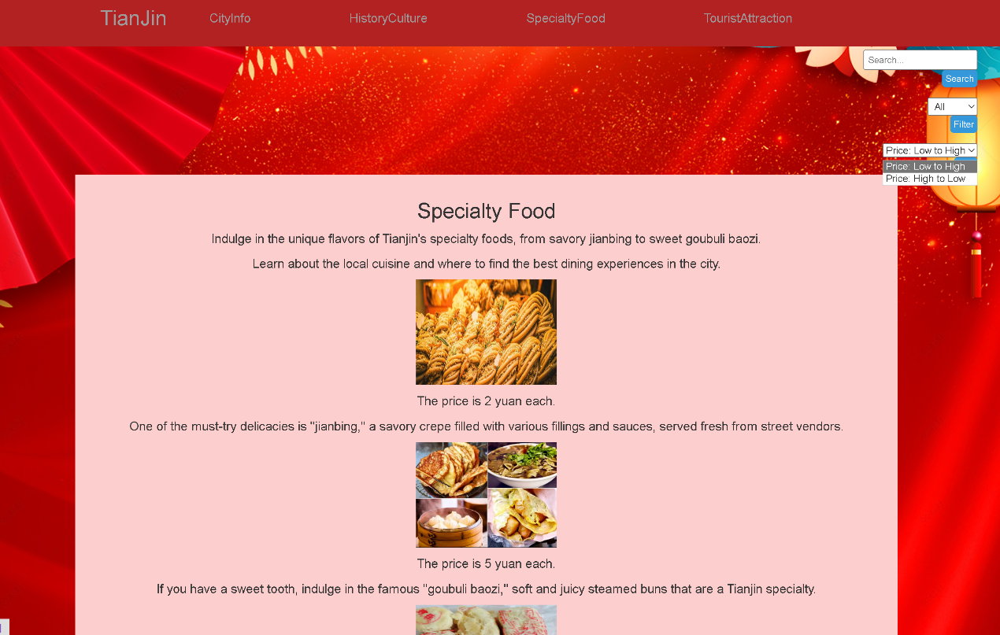 TianJin CityInfo HistoryCulture SpecialtyFood TouristAttraction
Search...
Search
All
Filter
Price: Low to High
Price: Low to High
Price: High to Low
Specialty Food
Indulge in the unique flavors of Tianjin's specialty foods, from savory jianbing to sweet goubuli baozi.
Learn about the local cuisine and where to find the best dining experiences in the city.
The price is 2 yuan each.
One of the must-try delicacies is "jianbing," a savory crepe filled with various fillings and sauces, served fresh from street vendors.
The price is 5 yuan each.
If you have a sweet tooth, indulge in the famous "goubuli baozi," soft and juicy steamed buns that are a Tianjin specialty.